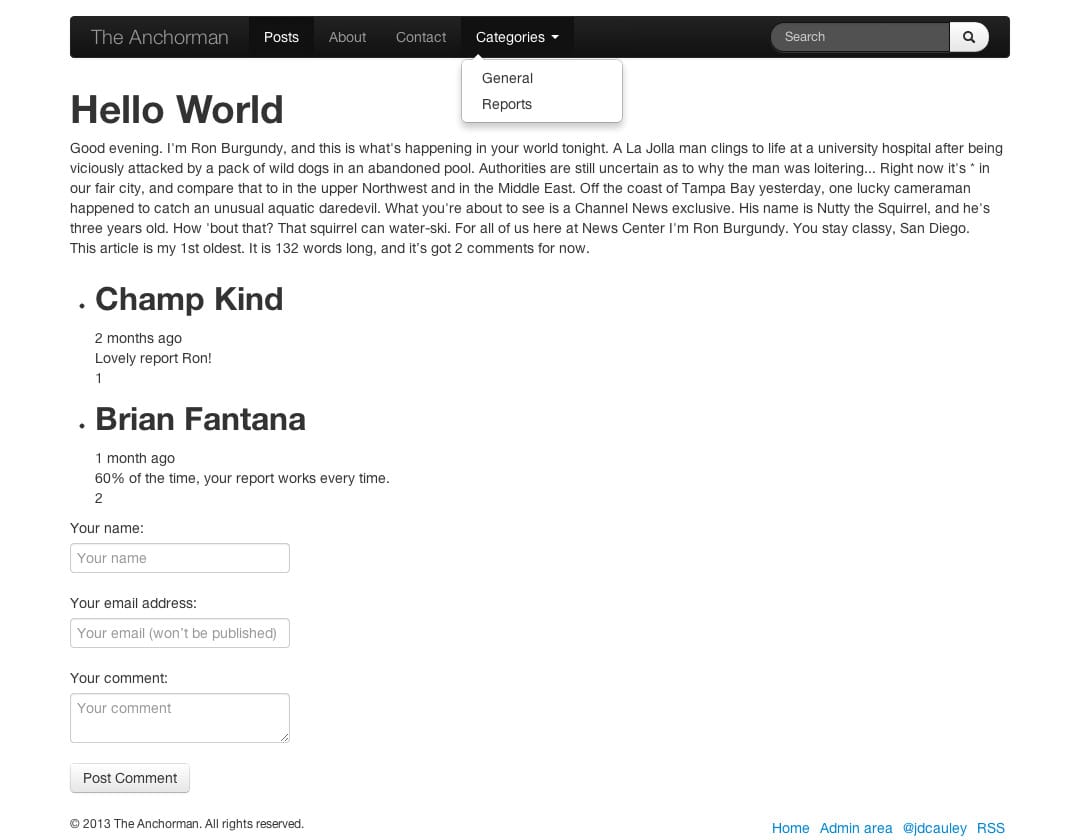 The Anchorman Posts About Contact Categories Search
General
Reports
Hello World
Good evening. I'm Ron Burgundy, and this is what's happening in your world tonight. A La Jolla man clings to life at a university hospital after being
viciously attacked by a pack of wild dogs in an abandoned pool. Authorities are still uncertain as to why the man was loitering... Right now it's * in
our fair city, and compare that to in the upper Northwest and in the Middle East. Off the coast of Tampa Bay yesterday, one lucky cameraman
happened to catch an unusual aquatic daredevil. What you're about to see is a Channel News exclusive. His name is Nutty the Squirrel, and he's
three years old. How 'bout that? That squirrel can water-ski. For all of us here at News Center I'm Ron Burgundy. You stay classy, San Diego.
This article is my 1st oldest. It is 132 words long, and it's got 2 comments for now.
• Champ Kind
2 months ago
Lovely report Ron!
1
• Brian Fantana
1 month ago
60% of the time, your report works every time.
2
Your name:
Your name
Your email address:
Your email (won't be published)
Your comment:
Your comment
Post Comment
© 2013 The Anchorman. All rights reserved.
Home Admin area @jdcauley RSS